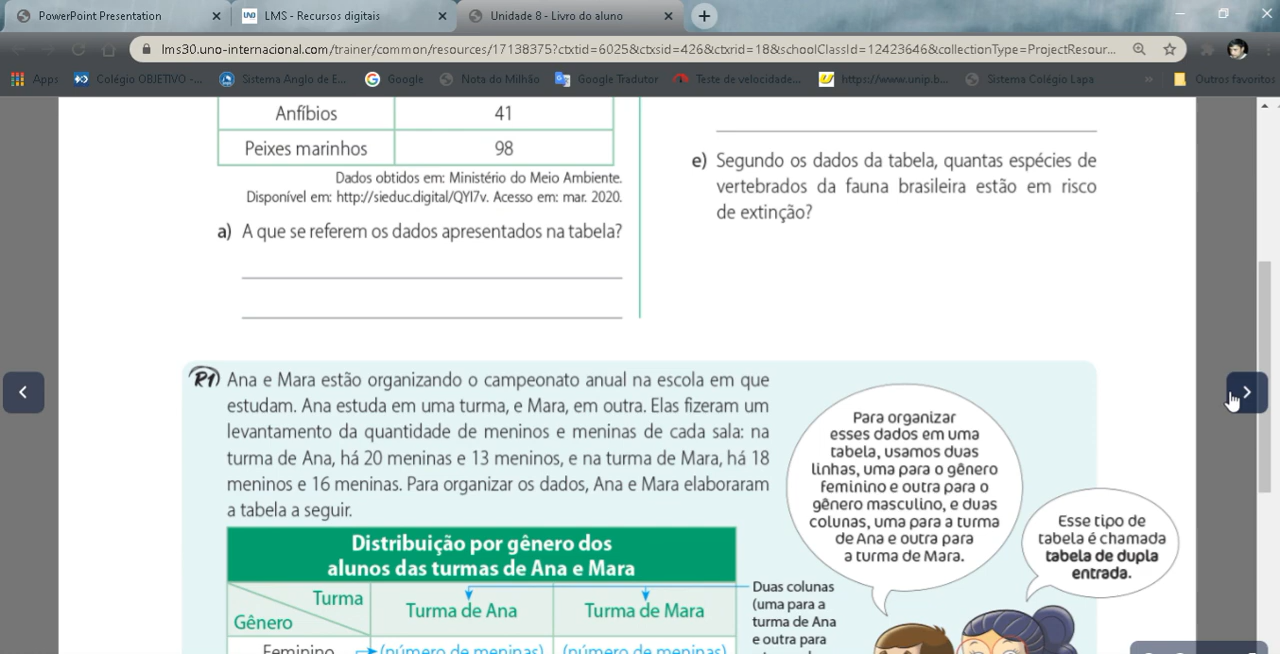 PowerPoint Presentation
UNO LMS - Recursos digitais
Unidade 8 - Livro do aluno
lms30.uno-internacional.com/trainer/common/resources/17138375?ctxtid=6025&ctxsid=426&ctxrid=18&schoolClassId=12423646&collectionType=ProjectResour...
Apps
Colégio OBJETIVO -...
Sistema Anglo de E...
Google
Nota do Milhão
Google Tradutor
Teste de velocidade...
https://www.unip.b...
Sistema Colégio Lapa
»
Outros favoritos
Anfíbios 41
Peixes marinhos 98
Dados obtidos em: Ministério do Meio Ambiente.
Disponível em: http://sieduc.digital/QYI7v. Acesso em: mar. 2020.
a) A que se referem os dados apresentados na tabela?
e) Segundo os dados da tabela, quantas espécies de
vertebrados da fauna brasileira estão em risco
de extinção?
R1 Ana e Mara estão organizando o campeonato anual na escola em que
estudam. Ana estuda em uma turma, e Mara, em outra. Elas fizeram um
levantamento da quantidade de meninos e meninas de cada sala: na
turma de Ana, há 20 meninas e 13 meninos, e na turma de Mara, há 18
meninos e 16 meninas. Para organizar os dados, Ana e Mara elaboraram
a tabela a seguir.
Distribuição por gênero dos
alunos das turmas de Ana e Mara
Turma
Gênero
Turma de Ana
Turma de Mara
Feminino
(número de meninas)
(número de meninas)
Duas colunas
(uma para a
turma de Ana
e outra para
Para organizar
esses dados em uma
tabela, usamos duas
linhas, uma para o gênero
feminino e outra para o
gênero masculino, e duas
colunas, uma para a turma
de Ana e outra para
a turma de Mara.
Esse tipo de
tabela é chamada
tabela de dupla
entrada.